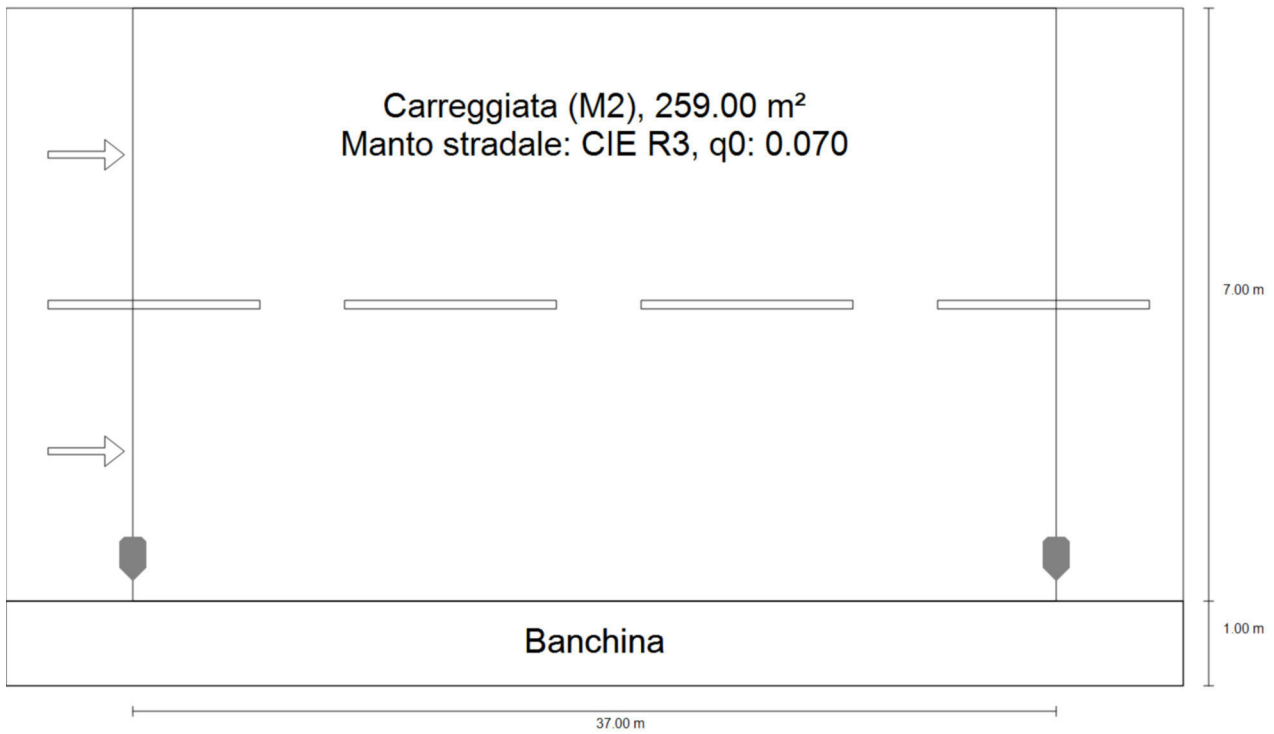 Carreggiata (M2), 259.00 m²
Manto stradale: CIE R3, q0: 0.070
7.00 m
Banchina
1.00 m
37.00 m